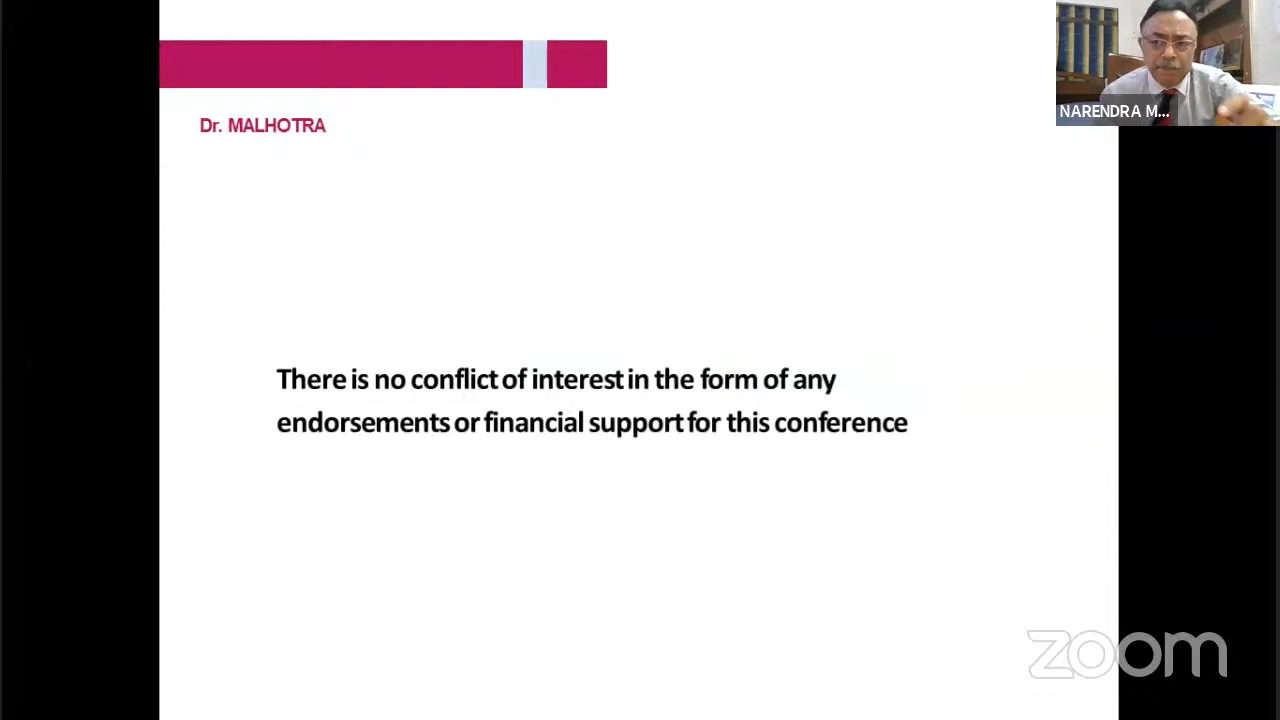 Dr. MALHOTRA
NARENDRA M...
There is no conflict of interest in the form of any
endorsements or financial support for this conference
zoom